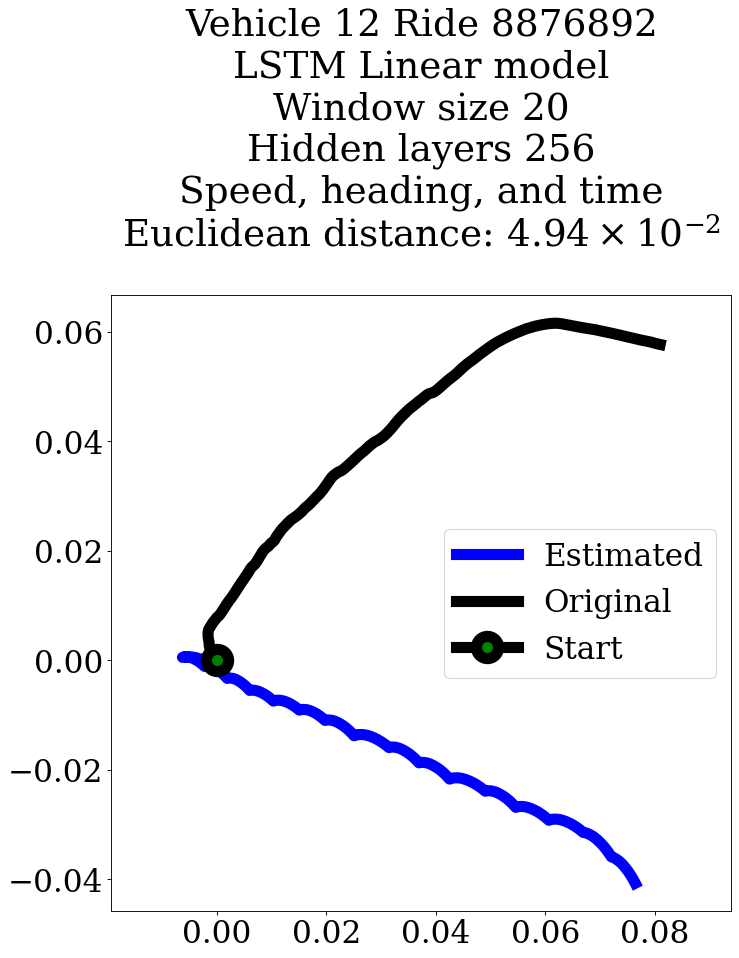 Vehicle 12 Ride 8876892
LSTM Linear model
Window size 20
Hidden layers 256
Speed, heading, and time
Euclidean distance: 4.94 × 10⁻²
0.06
0.04
0.02
0.00
−0.02
−0.04
Estimated
Original
Start
0.00 0.02 0.04 0.06 0.08